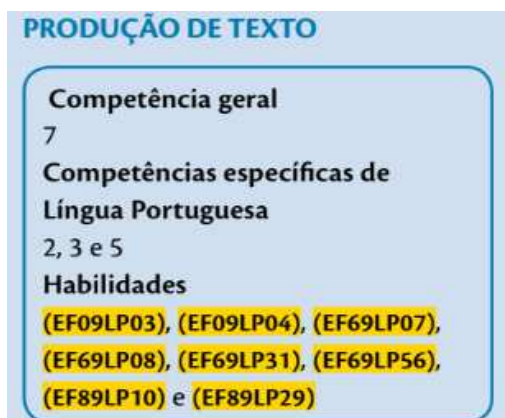 PRODUÇÃO DE TEXTO
Competência geral
7
Competências específicas de
Língua Portuguesa
2, 3 e 5
Habilidades
(EF09LP03), (EF09LP04), (EF69LP07),
(EF69LP08), (EF69LP31), (EF69LP56),
(EF89LP10) e (EF89LP29)